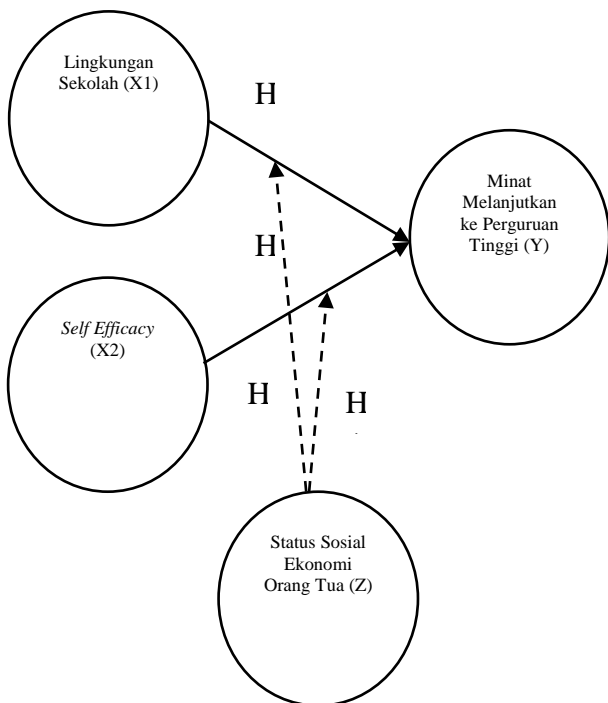 Lingkungan
Sekolah (X1)
H
Minat
Melanjutkan
ke Perguruan
Tinggi (Y)
H
Self Efficacy
(X2)
H
H
Status Sosial
Ekonomi
Orang Tua (Z)